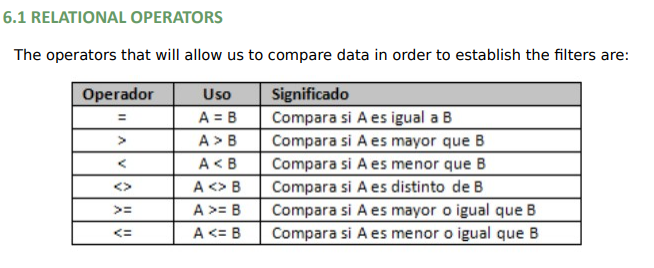 6.1 RELATIONAL OPERATORS
The operators that will allow us to compare data in order to establish the filters are:
Operador Uso Significado
= A = B Compara si A es igual a B
> A > B Compara si A es mayor que B
< A < B Compara si A es menor que B
<> A <> B Compara si A es distinto de B
>= A >= B Compara si A es mayor o igual que B
<= A <= B Compara si A es menor o igual que B